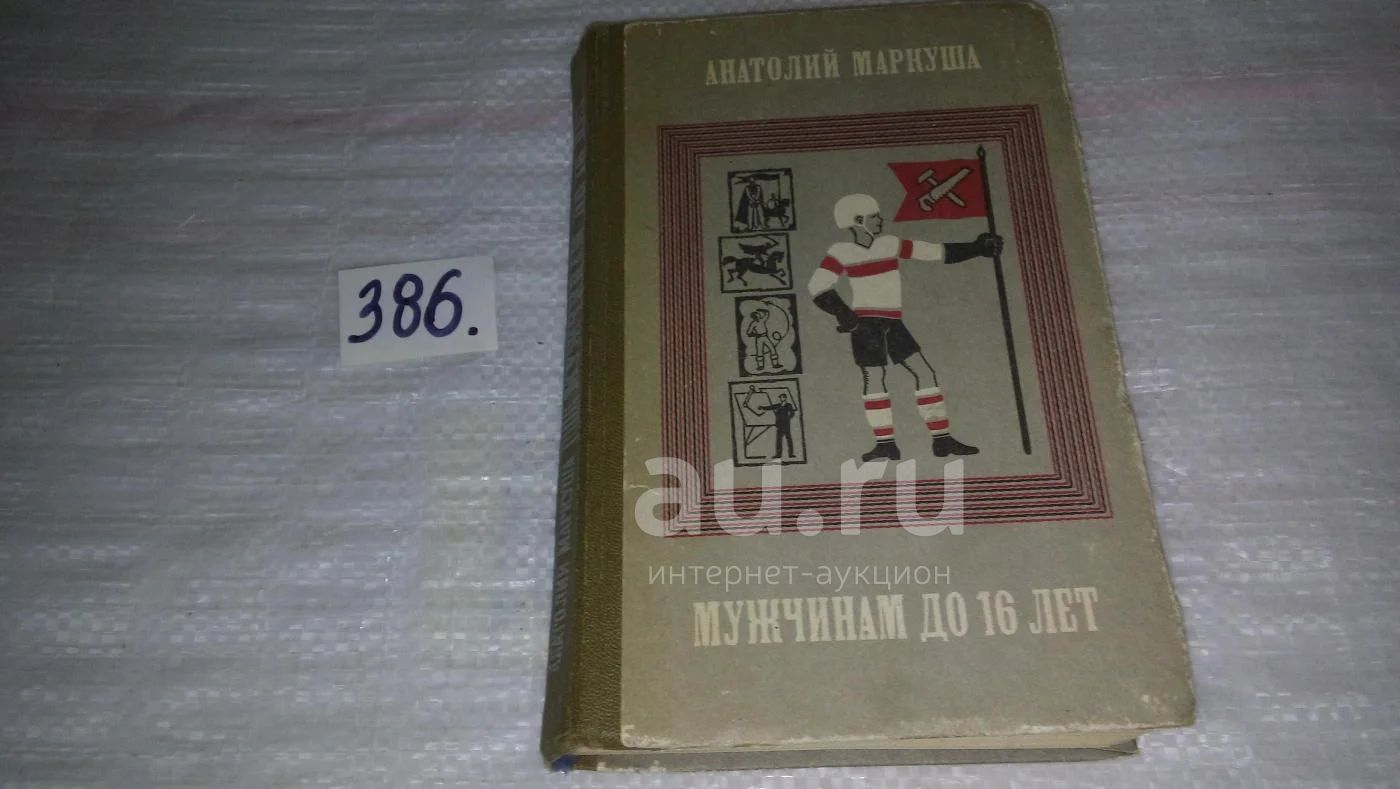 АНАТОЛИЙ МАРКУША
386.
au.ru
интернет-аукцион
МУЖЧИНАМ ДО 16 ЛЕТ